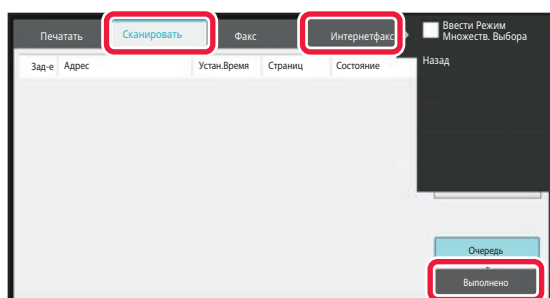 Печатать Сканировать Факс Интернетфакс
Ввести Режим
Множеств. Выбора
Назад
Зад-е Адрес Устан.Время Страниц Состояние
Очередь
Выполнено